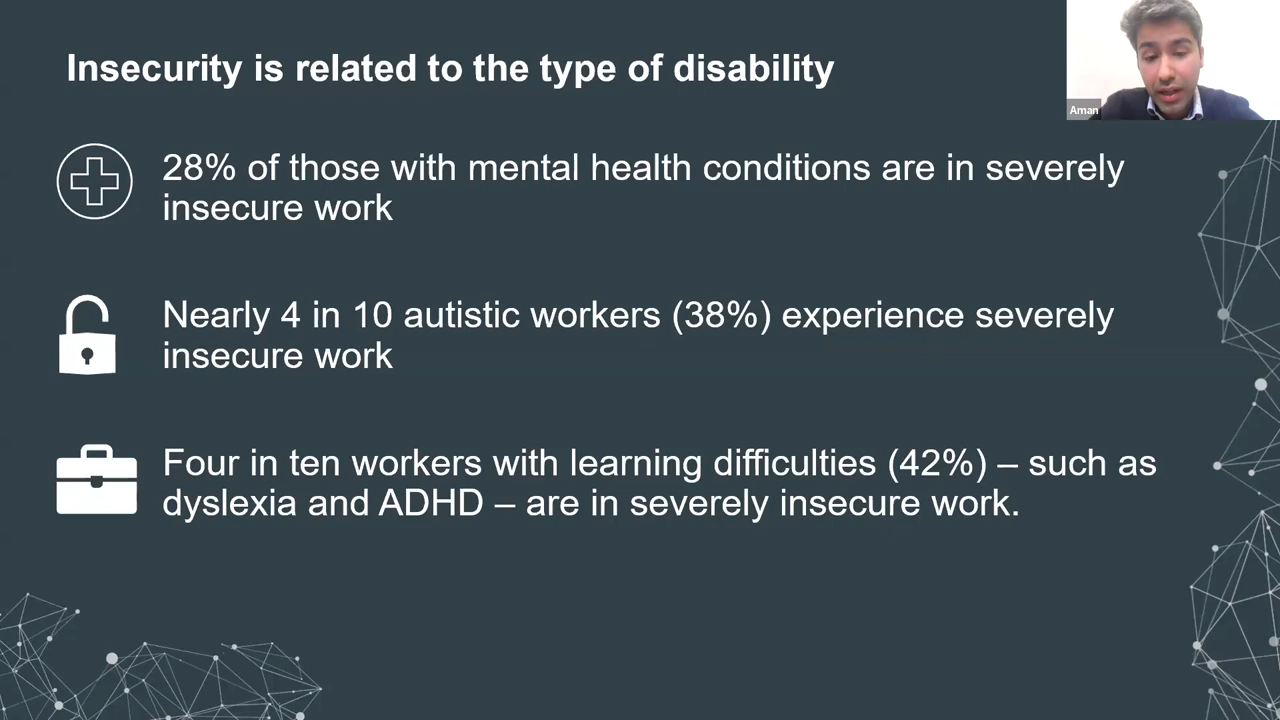 Insecurity is related to the type of disability
Aman
28% of those with mental health conditions are in severely
insecure work
Nearly 4 in 10 autistic workers (38%) experience severely
insecure work
Four in ten workers with learning difficulties (42%) – such as
dyslexia and ADHD – are in severely insecure work.